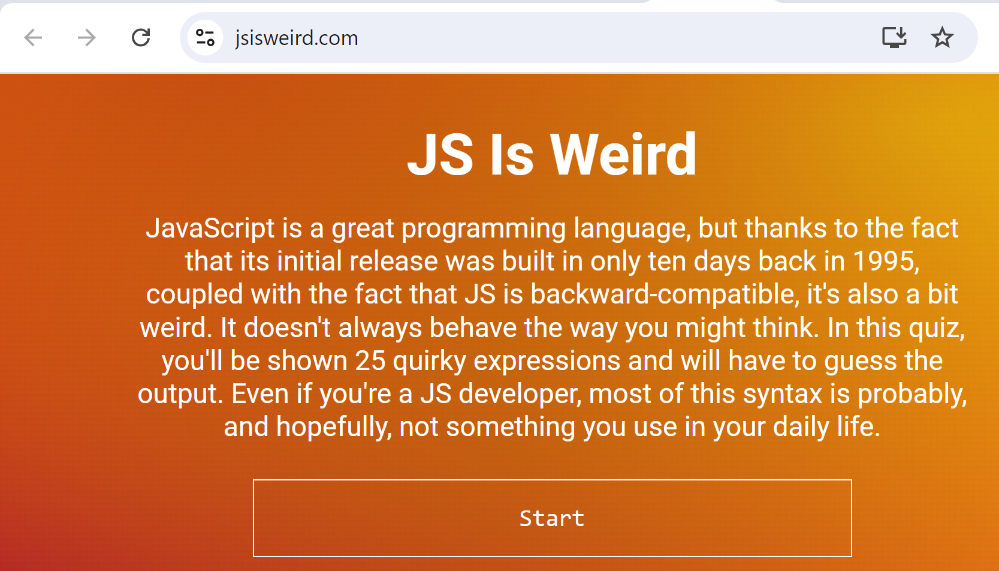 jsisweird.com
JS Is Weird
JavaScript is a great programming language, but thanks to the fact
that its initial release was built in only ten days back in 1995,
coupled with the fact that JS is backward-compatible, it's also a bit
weird. It doesn't always behave the way you might think. In this quiz,
you'll be shown 25 quirky expressions and will have to guess the
output. Even if you're a JS developer, most of this syntax is probably,
and hopefully, not something you use in your daily life.
Start